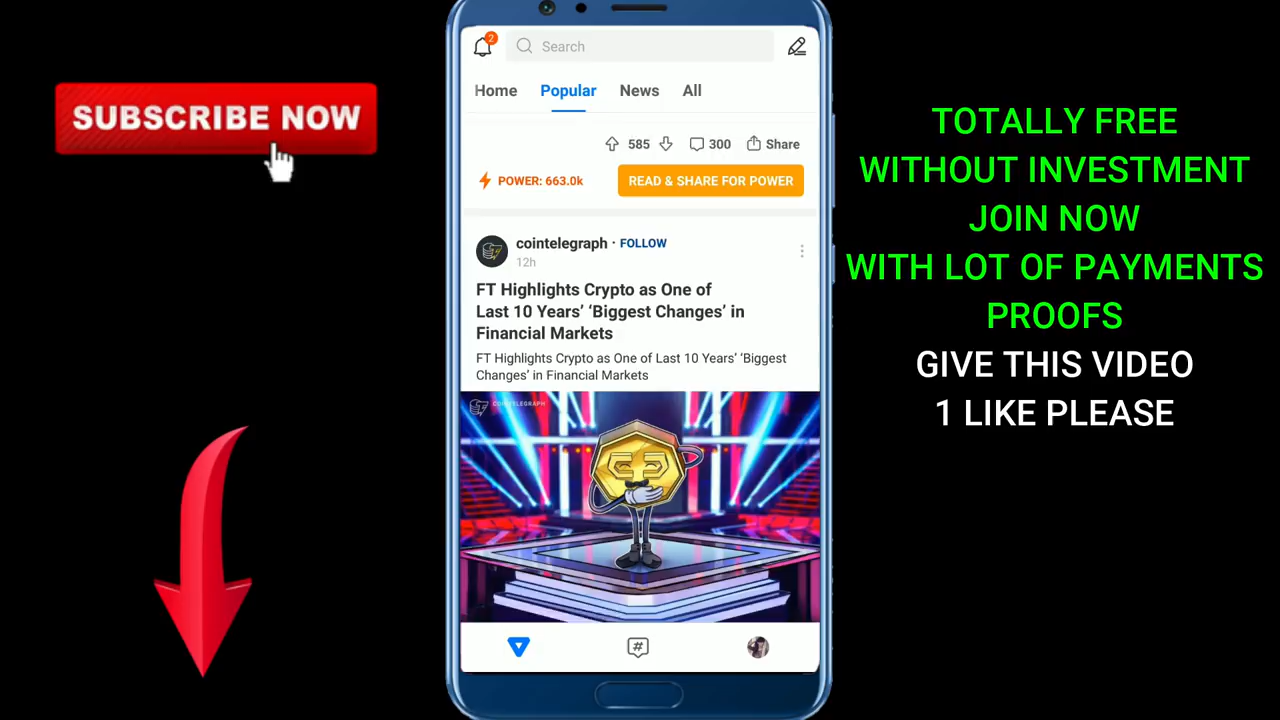 SUBSCRIBE NOW
2
Search
Home Popular News All
585 300 Share
POWER: 663.0k READ & SHARE FOR POWER
cointelegraph · FOLLOW
12h
FT Highlights Crypto as One of
Last 10 Years’ ‘Biggest Changes’ in
Financial Markets
FT Highlights Crypto as One of Last 10 Years’ ‘Biggest
Changes’ in Financial Markets
COINTELEGRAPH
#
TOTALLY FREE
WITHOUT INVESTMENT
JOIN NOW
WITH LOT OF PAYMENTS
PROOFS
GIVE THIS VIDEO
1 LIKE PLEASE